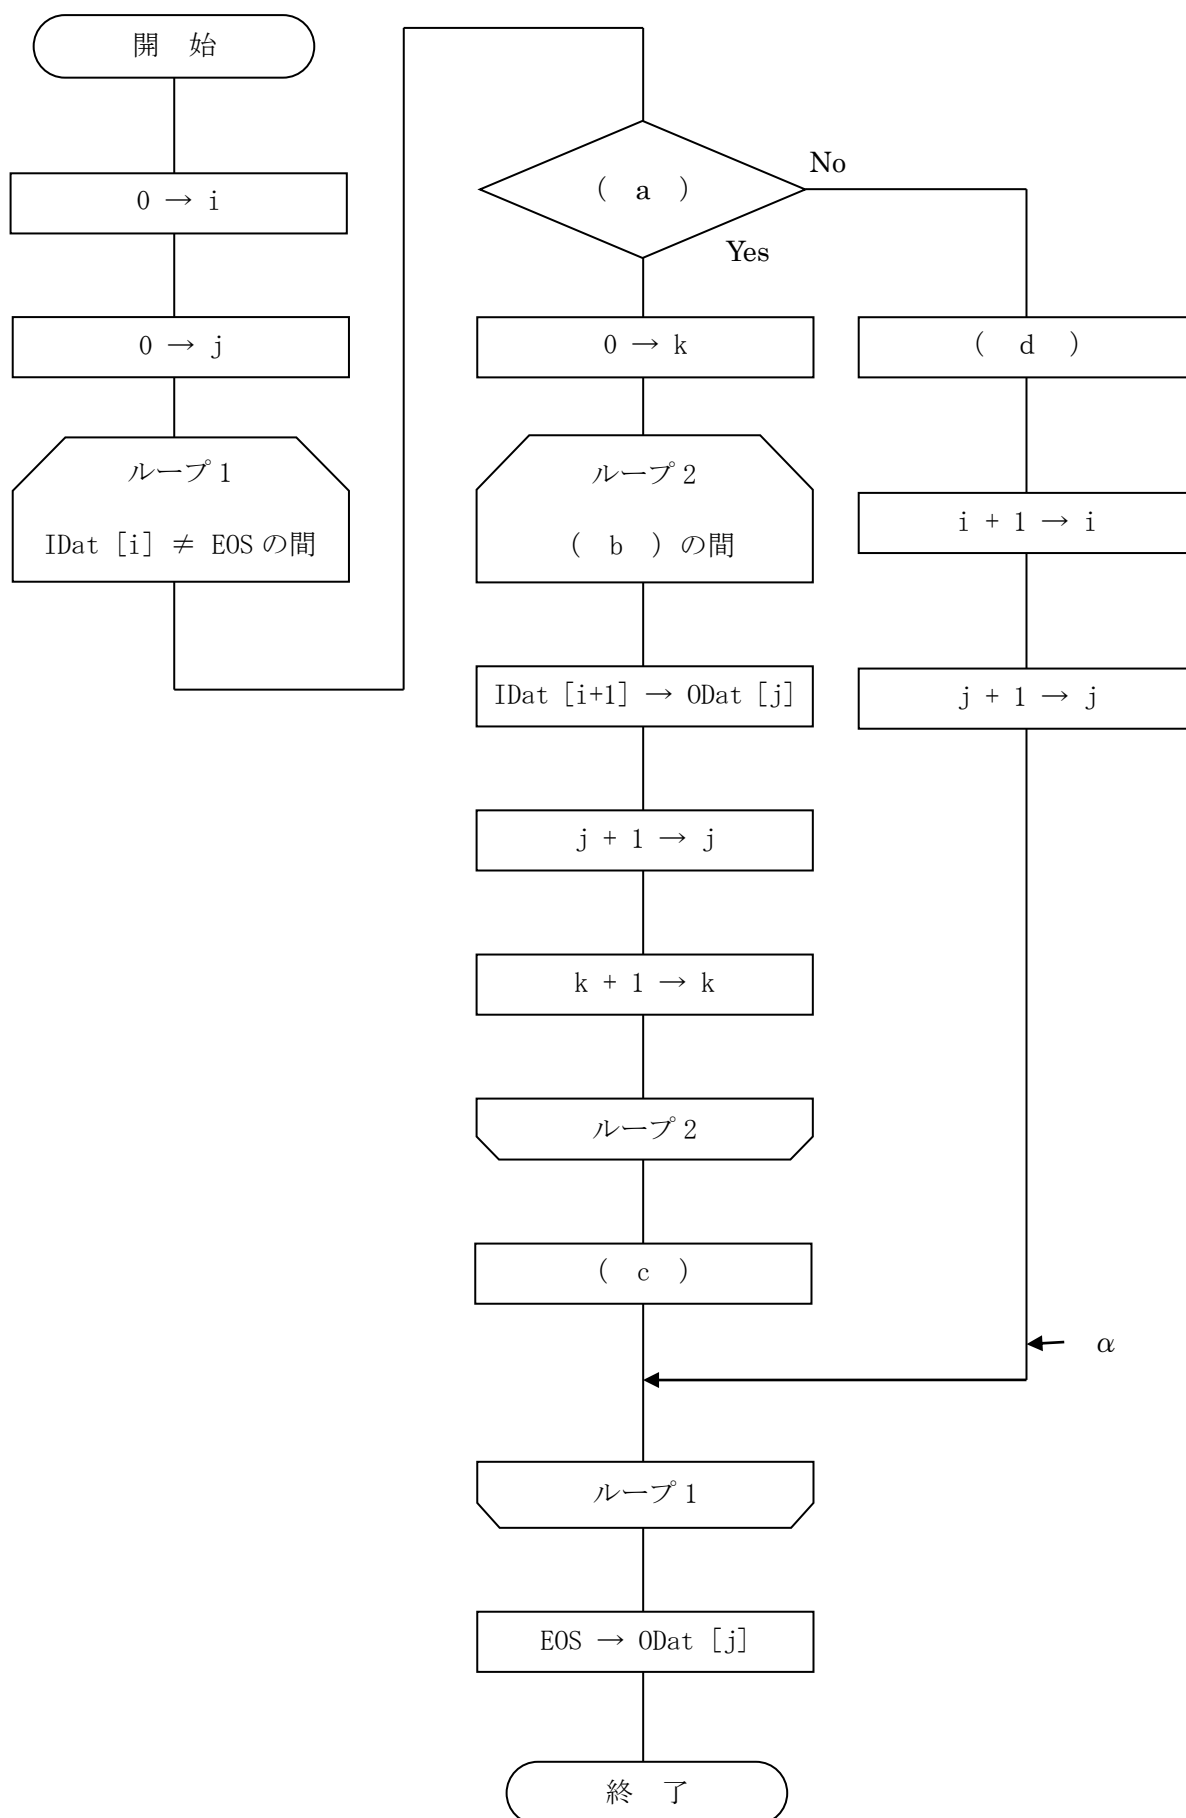 開 始
0 → i
0 → j
ループ1
IDat [i] ≠ EOS の間
( a )
No
Yes
0 → k
ループ2
( b ) の間
IDat [i+1] → ODat [j]
j + 1 → j
k + 1 → k
ループ2
( c )
( d )
i + 1 → i
j + 1 → j
α
ループ1
EOS → ODat [j]
終 了